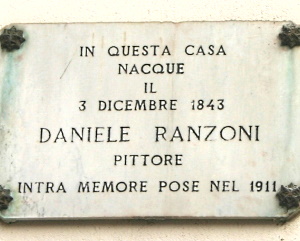 IN QUESTA CASA
NACQUE
IL
3 DICEMBRE 1843
DANIELE RANZONI
PITTORE
INTRA MEMORE POSE NEL 1911